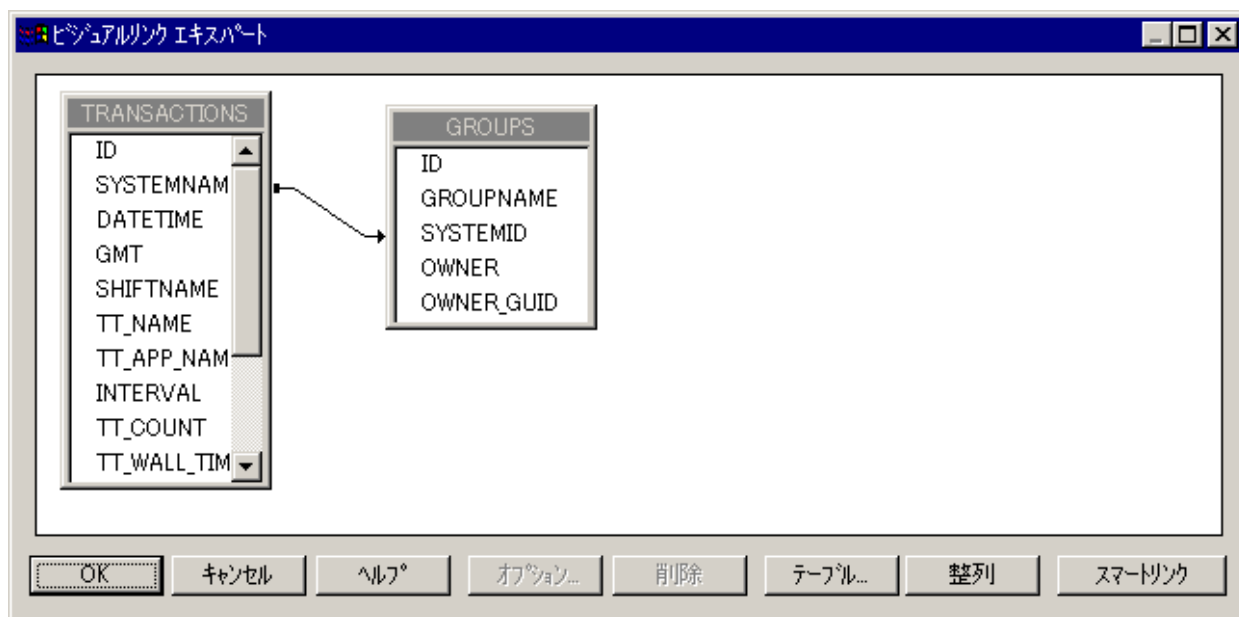 ﾋﾞｼﾞｭｱﾙﾘﾝｸ ｴｷｽﾊﾟｰﾄ
TRANSACTIONS
ID
SYSTEMNAM
DATETIME
GMT
SHIFTNAME
TT_NAME
TT_APP_NAM
INTERVAL
TT_COUNT
TT_WALL_TIM
GROUPS
ID
GROUPNAME
SYSTEMID
OWNER
OWNER_GUID
OK ｷｬﾝｾﾙ ﾍﾙﾌﾟ ｵﾌﾟｼｮﾝ... 削除 ﾃｰﾌﾞﾙ... 整列 ｽﾏｰﾄﾘﾝｸ